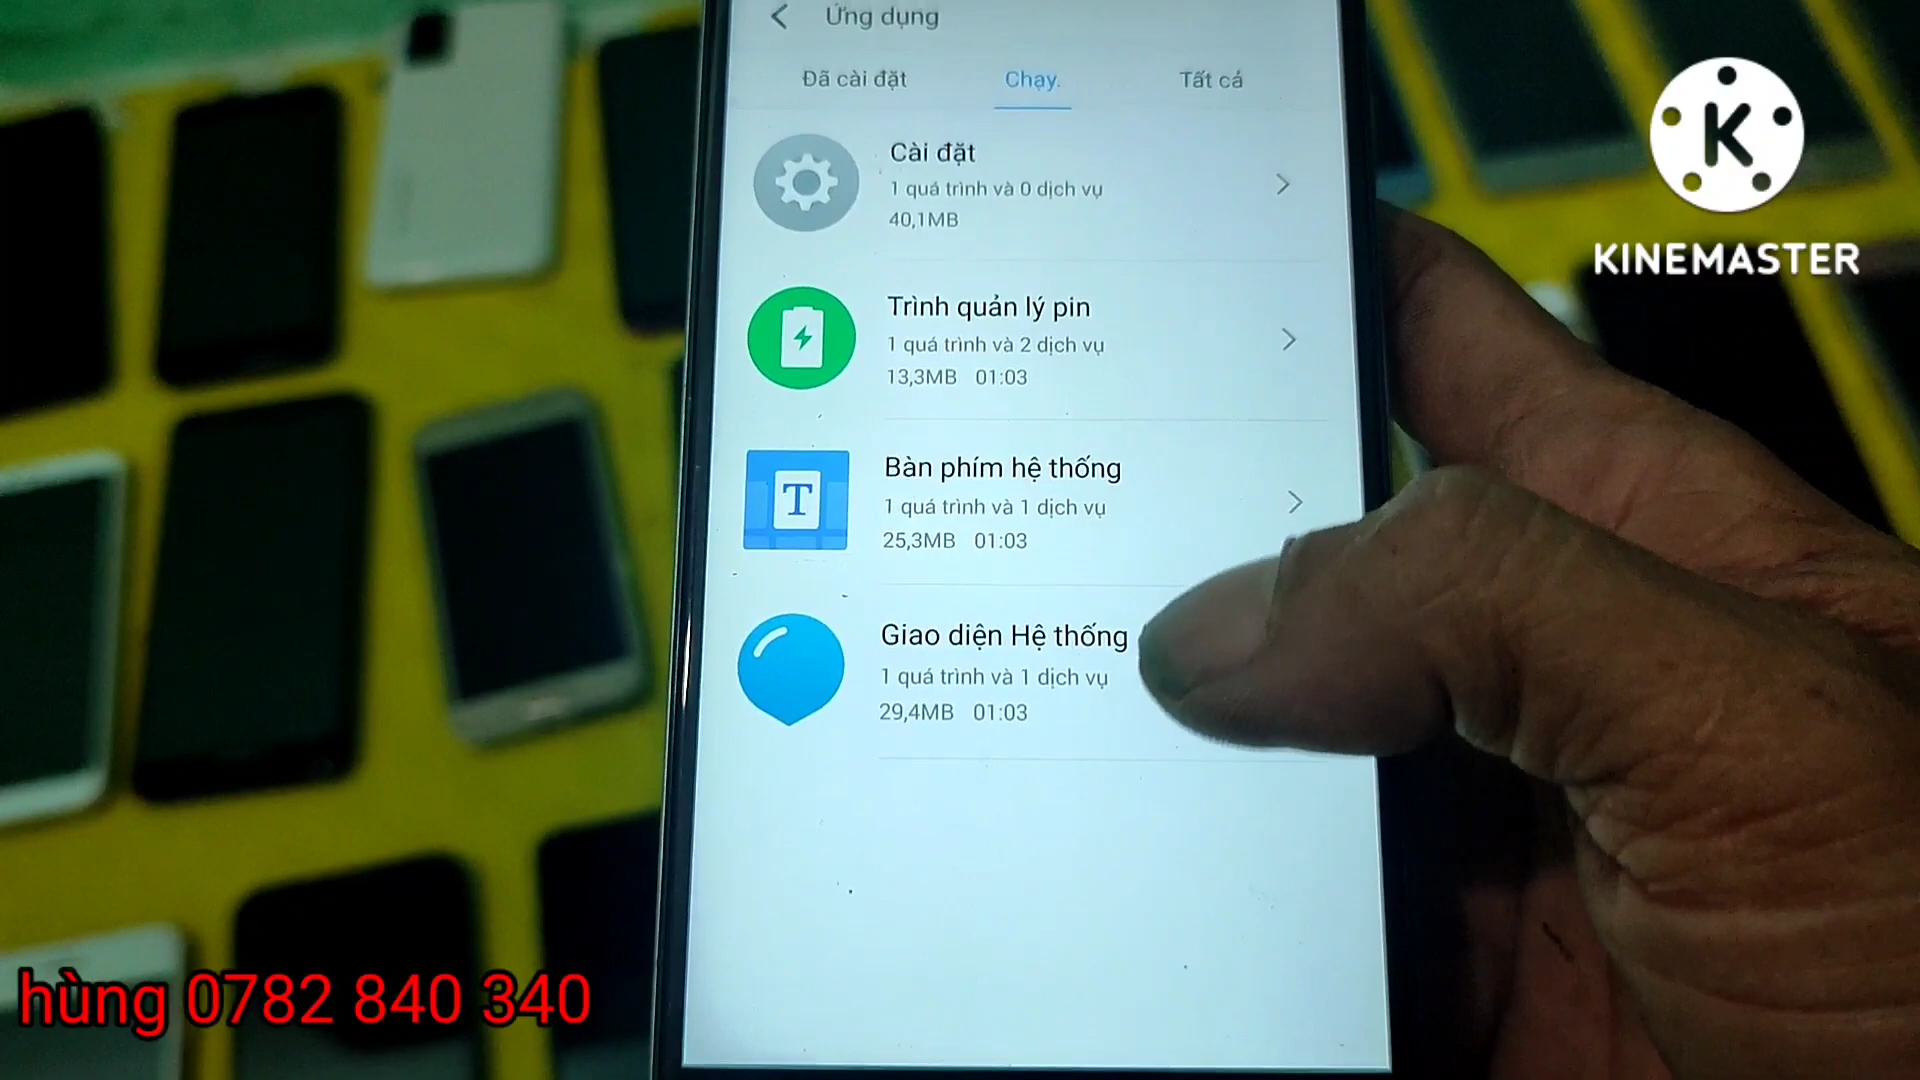 Ứng dụng
Đã cài đặt
Chạy.
Tất cả
Cài đặt
1 quá trình và 0 dịch vụ
40,1MB
Trình quản lý pin
1 quá trình và 2 dịch vụ
13,3MB 01:03
T
Bàn phím hệ thống
1 quá trình và 1 dịch vụ
25,3MB 01:03
Giao diện Hệ thống
1 quá trình và 1 dịch vụ
29,4MB 01:03
K
KINEMASTER
hùng 0782 840 340